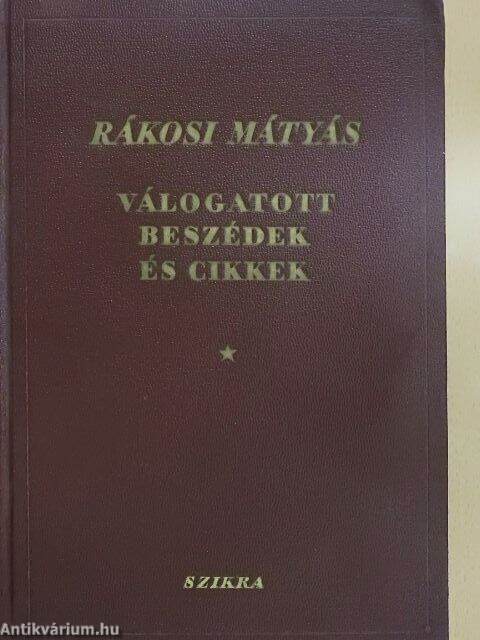 RÁKOSI MÁTYÁS
VÁLOGATOTT
BESZÉDEK
ÉS CIKKEK
SZIKRA
Antikvárium.hu